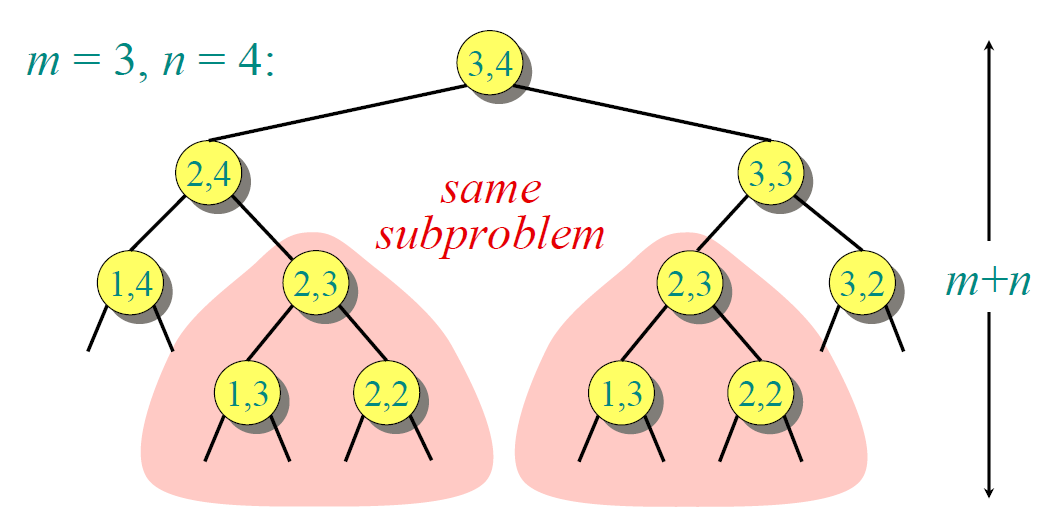 m = 3, n = 4:
3,4
2,4
3,3
same
subproblem
1,4
2,3
2,3
3,2
m+n
1,3
2,2
1,3
2,2